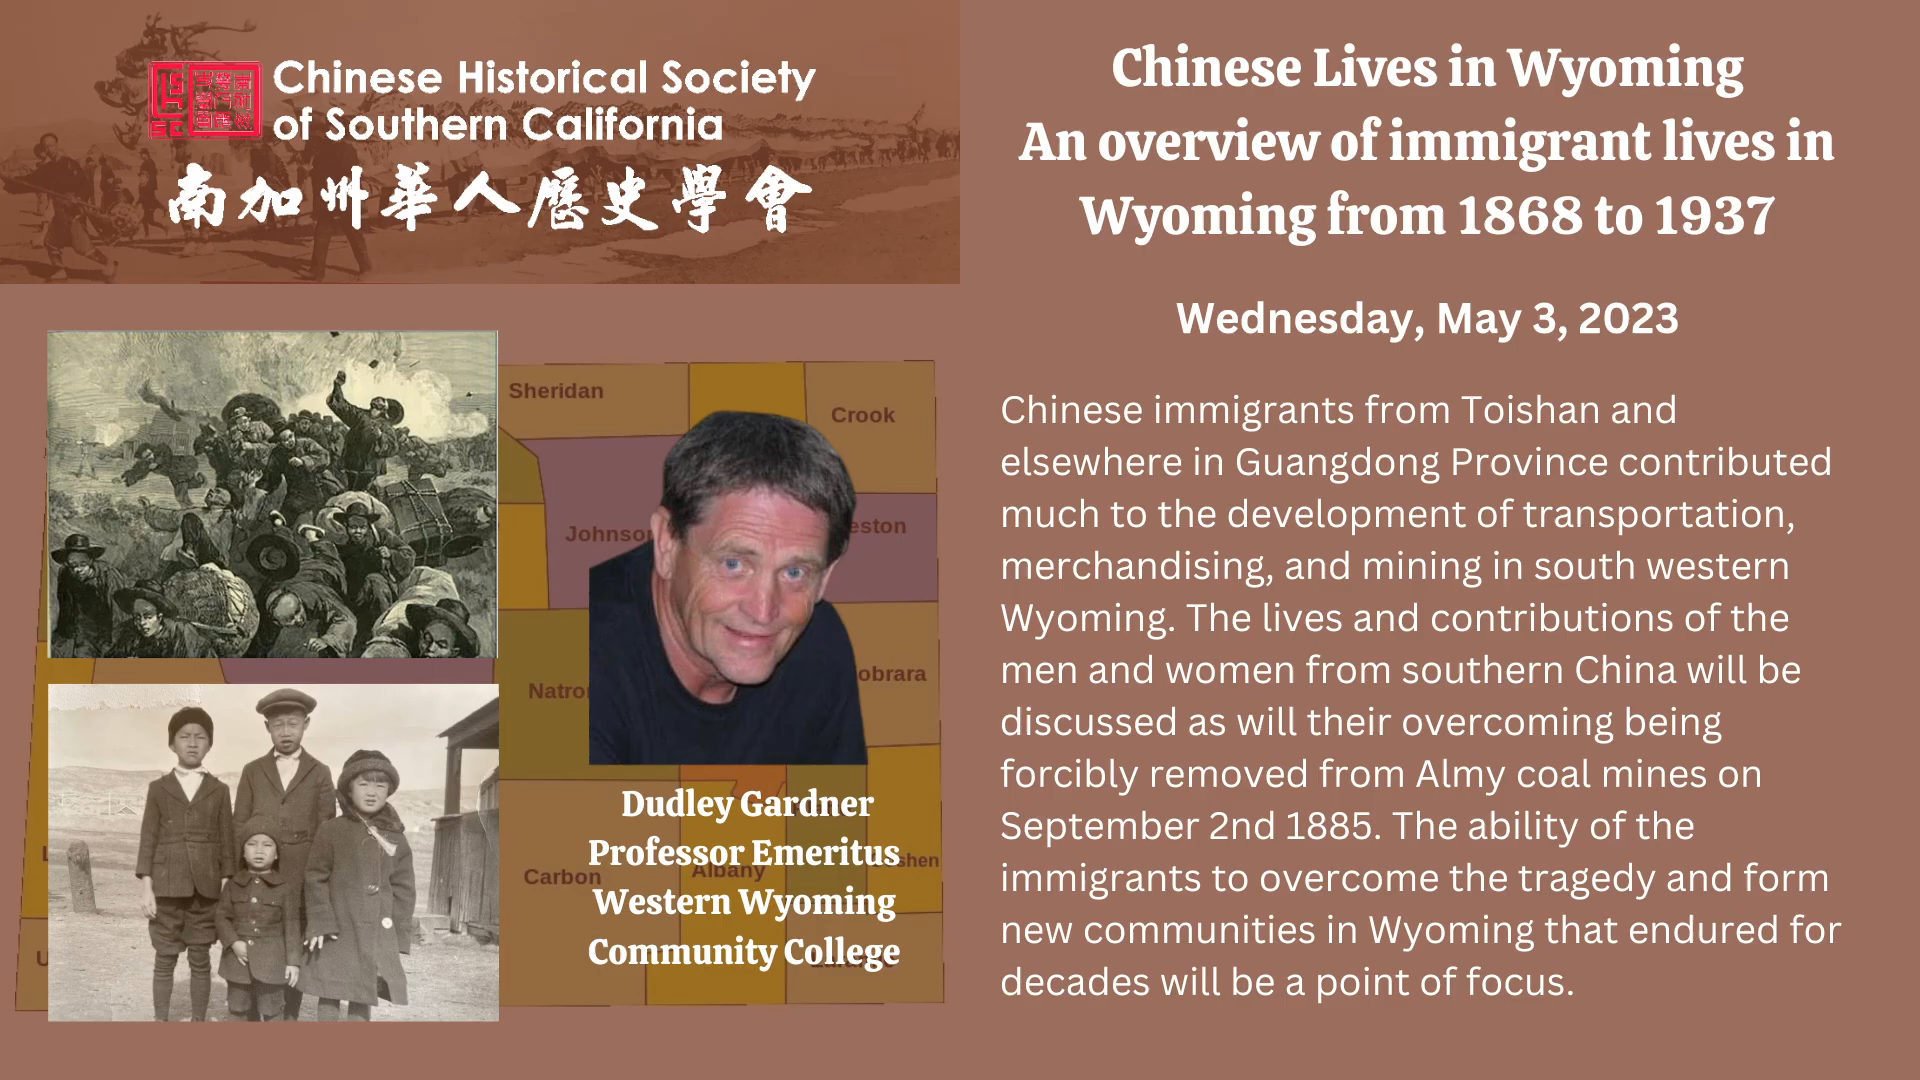 Chinese Historical Society
of Southern California
南加州華人歷史學會
Chinese Lives in Wyoming
An overview of immigrant lives in
Wyoming from 1868 to 1937
Wednesday, May 3, 2023
Chinese immigrants from Toishan and
elsewhere in Guangdong Province contributed
much to the development of transportation,
merchandising, and mining in south western
Wyoming. The lives and contributions of the
men and women from southern China will be
discussed as will their overcoming being
forcibly removed from Almy coal mines on
September 2nd 1885. The ability of the
immigrants to overcome the tragedy and form
new communities in Wyoming that endured for
decades will be a point of focus.
Sheridan
Crook
Johnson
eston
Natro
obrara
Carbon
Albany
shen
Dudley Gardner
Professor Emeritus
Western Wyoming
Community College